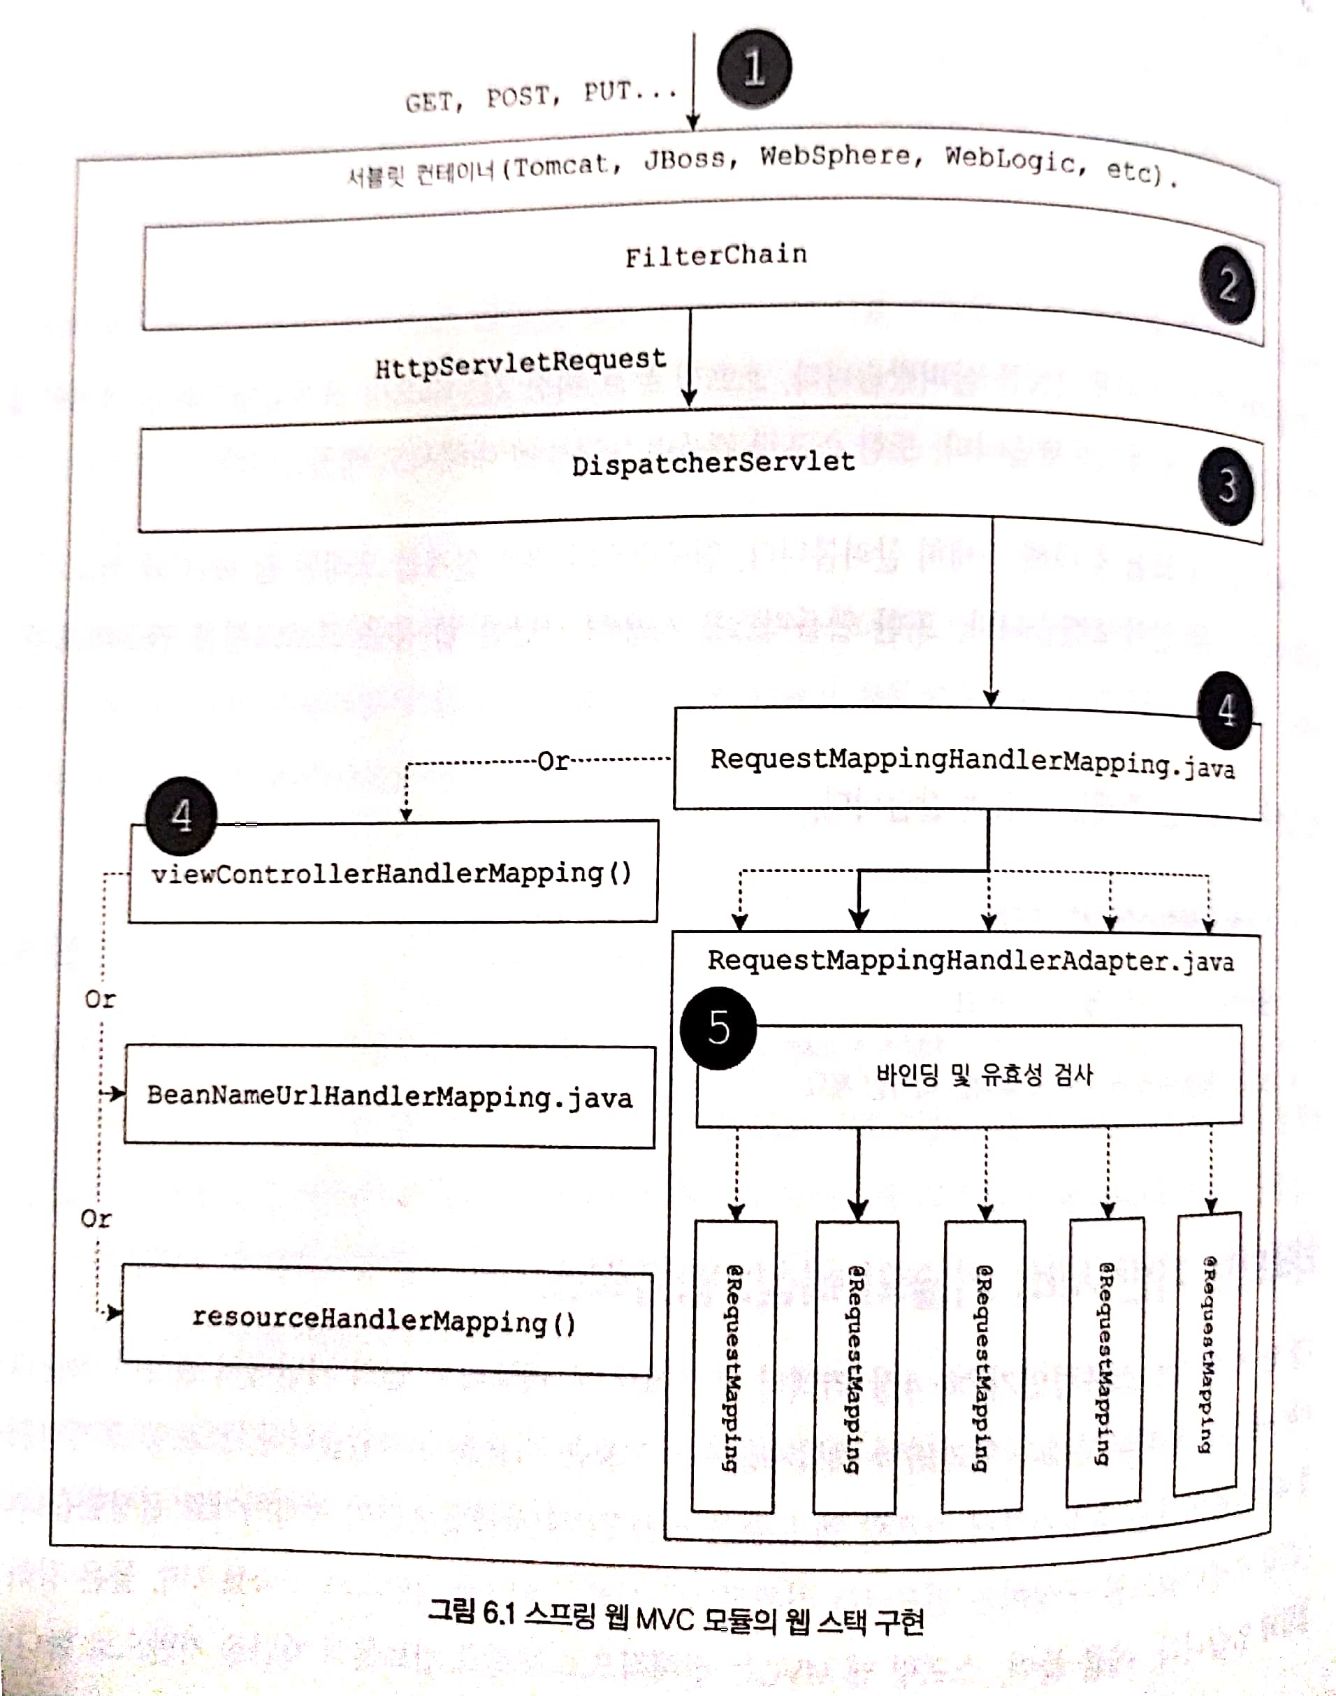 1
GET, POST, PUT...
서블릿 컨테이너(Tomcat, JBoss, WebSphere, WebLogic, etc).
FilterChain
2
HttpServletRequest
DispatcherServlet
3
4
RequestMappingHandlerMapping.java
Or
4
viewControllerHandlerMapping()
Or
BeanNameUrlHandlerMapping.java
Or
resourceHandlerMapping()
RequestMappingHandlerAdapter.java
5
바인딩 및 유효성 검사
@RequestMapping
@RequestMapping
@RequestMapping
@RequestMapping
@RequestMapping
그림 6.1 스프링 웹 MVC 모듈의 웹 스택 구현